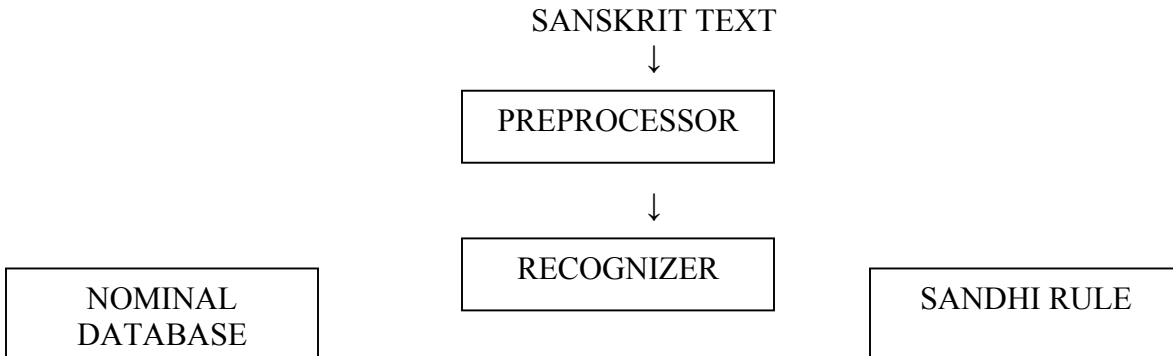 SANSKRIT TEXT
↓
PREPROCESSOR
↓
RECOGNIZER
NOMINAL
DATABASE
SANDHI RULE